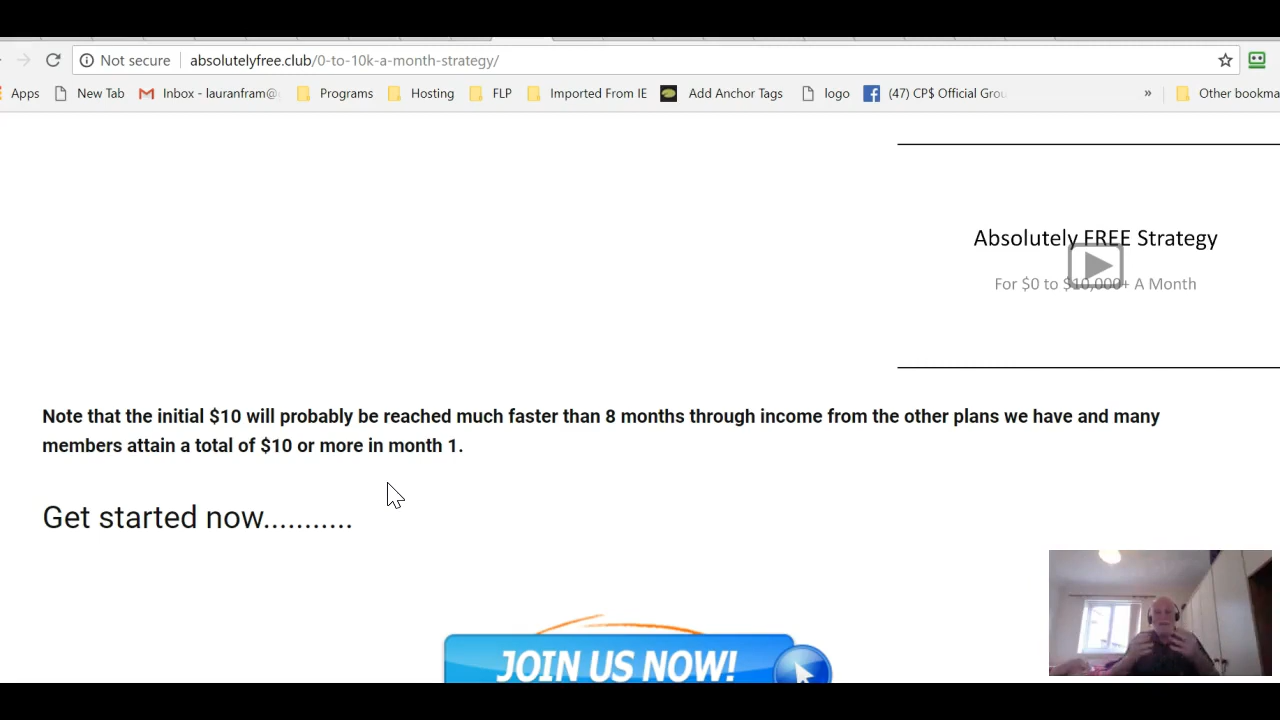 Not secure absolutelyfree.club/0-to-10k-a-month-strategy/
Apps New Tab Inbox - lauranfram@ Programs Hosting FLP Imported From IE Add Anchor Tags logo (47) CP$ Official Grou » Other bookma
Absolutely FREE Strategy
For $0 to $10,000+ A Month
Note that the initial $10 will probably be reached much faster than 8 months through income from the other plans we have and many
members attain a total of $10 or more in month 1.
Get started now...........
JOIN US NOW!